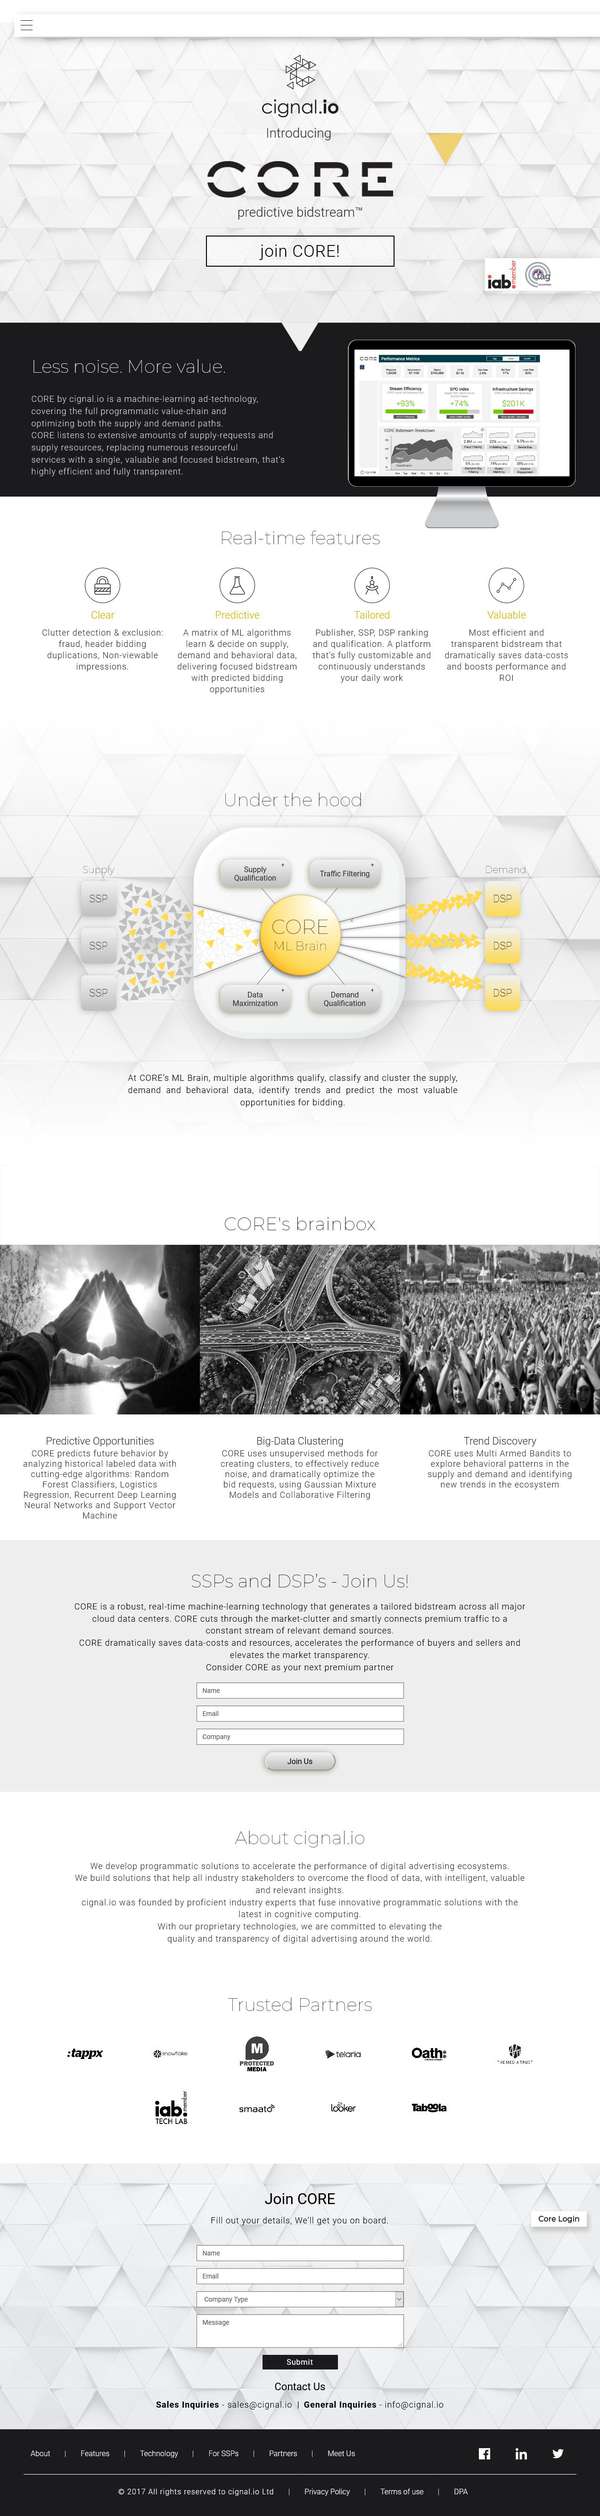 cignal.io
Introducing
CORE
predictive bidstream™
join CORE!
iab. member
tag
Less noise. More value.
CORE by cignal.io is a machine-learning ad-technology,
covering the full programmatic value-chain and
optimizing both the supply and demand paths.
CORE listens to extensive amounts of supply-requests and
supply resources, replacing numerous resourceful
services with a single, valuable and focused bidstream, that's
highly efficient and fully transparent.
CORE Performance Metrics
Stream Efficiency
+93%
SPO Index
+74%
Infrastructure Savings
$201K
CORE Bidstream Breakdown
Real-time features
Clear
Clutter detection & exclusion:
fraud, header bidding
duplications, Non-viewable
impressions.
Predictive
A matrix of ML algorithms
learn & decide on supply,
demand and behavioral data,
delivering focused bidstream
with predicted bidding
opportunities
Tailored
Publisher, SSP, DSP ranking
and qualification. A platform
that's fully customizable and
continuously understands
your daily work
Valuable
Most efficient and
transparent bidstream that
dramatically saves data-costs
and boosts performance and
ROI
Under the hood
Supply
Demand
Supply
Qualification
+
Traffic Filtering
+
SSP
SSP
SSP
CORE
ML Brain
DSP
DSP
DSP
Data
Maximization
+
Demand
Qualification
+
At CORE's ML Brain, multiple algorithms qualify, classify and cluster the supply,
demand and behavioral data, identify trends and predict the most valuable
opportunities for bidding.
CORE's brainbox
Predictive Opportunities
CORE predicts future behavior by
analyzing historical labeled data with
cutting-edge algorithms: Random
Forest Classifiers, Logistics
Regression, Recurrent Deep Learning
Neural Networks and Support Vector
Machine
Big-Data Clustering
CORE uses unsupervised methods for
creating clusters, to effectively reduce
noise, and dramatically optimize the
bid requests, using Gaussian Mixture
Models and Collaborative Filtering
Trend Discovery
CORE uses Multi Armed Bandits to
explore behavioral patterns in the
supply and demand and identifying
new trends in the ecosystem
SSPs and DSP's - Join Us!
CORE is a robust, real-time machine-learning technology that generates a tailored bidstream across all major
cloud data centers. CORE cuts through the market-clutter and smartly connects premium traffic to a
constant stream of relevant demand sources.
CORE dramatically saves data-costs and resources, accelerates the performance of buyers and sellers and
elevates the market transparency.
Consider CORE as your next premium partner
Name
Email
Company
Join Us
About cignal.io
We develop programmatic solutions to accelerate the performance of digital advertising ecosystems.
We build solutions that help all industry stakeholders to overcome the flood of data, with intelligent, valuable
and relevant insights.
cignal.io was founded by proficient industry experts that fuse innovative programmatic solutions with the
latest in cognitive computing.
With our proprietary technologies, we are committed to elevating the
quality and transparency of digital advertising around the world.
Trusted Partners
:tappx
snowflake
M
PROTECTED
MEDIA
telaria
Oath:
iab. member
TECH LAB
smaato
looker
Taboola
Join CORE
Fill out your details, We'll get you on board.
Core Login
Name
Email
Company Type
Message
Submit
Contact Us
Sales Inquiries - sales@cignal.io | General Inquiries - info@cignal.io
About | Features | Technology | For SSPs | Partners | Meet Us
© 2017 All rights reserved to cignal.io Ltd | Privacy Policy | Terms of use | DPA